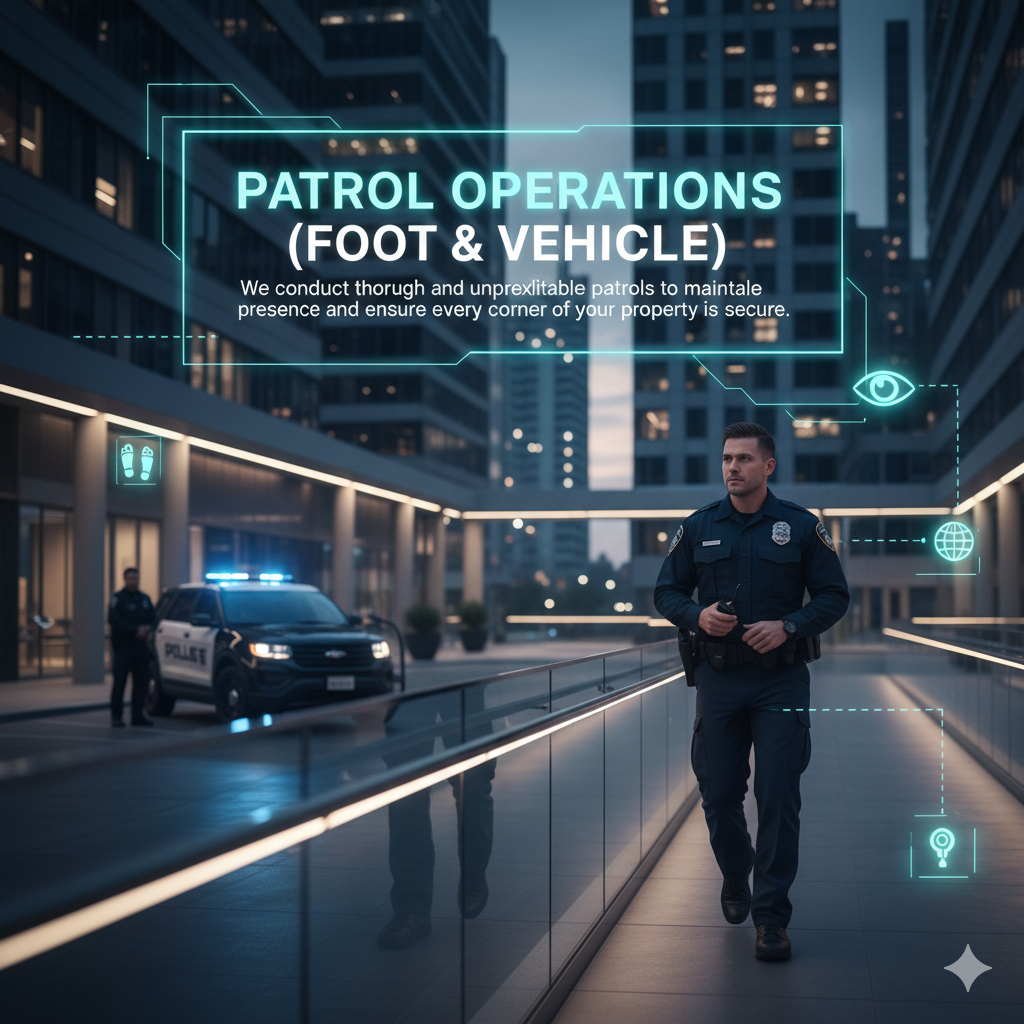 PATROL OPERATIONS
(FOOT & VEHICLE)
We conduct thorugh and unprexlitable patrols to maintale
presence and ensure every corner of your property is secure.